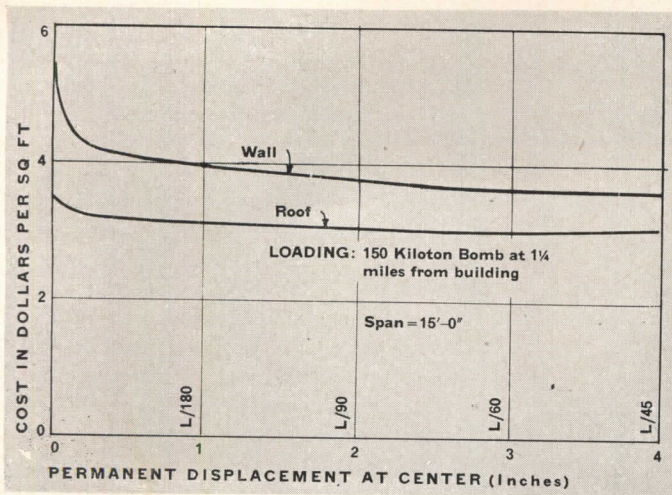 6
4
2
0
COST IN DOLLARS PER SQ FT
Wall
Roof
LOADING: 150 Kiloton Bomb at 1¼
miles from building
Span = 15'-0"
L/180
L/90
L/60
L/45
0 1 2 3 4
PERMANENT DISPLACEMENT AT CENTER (Inches)